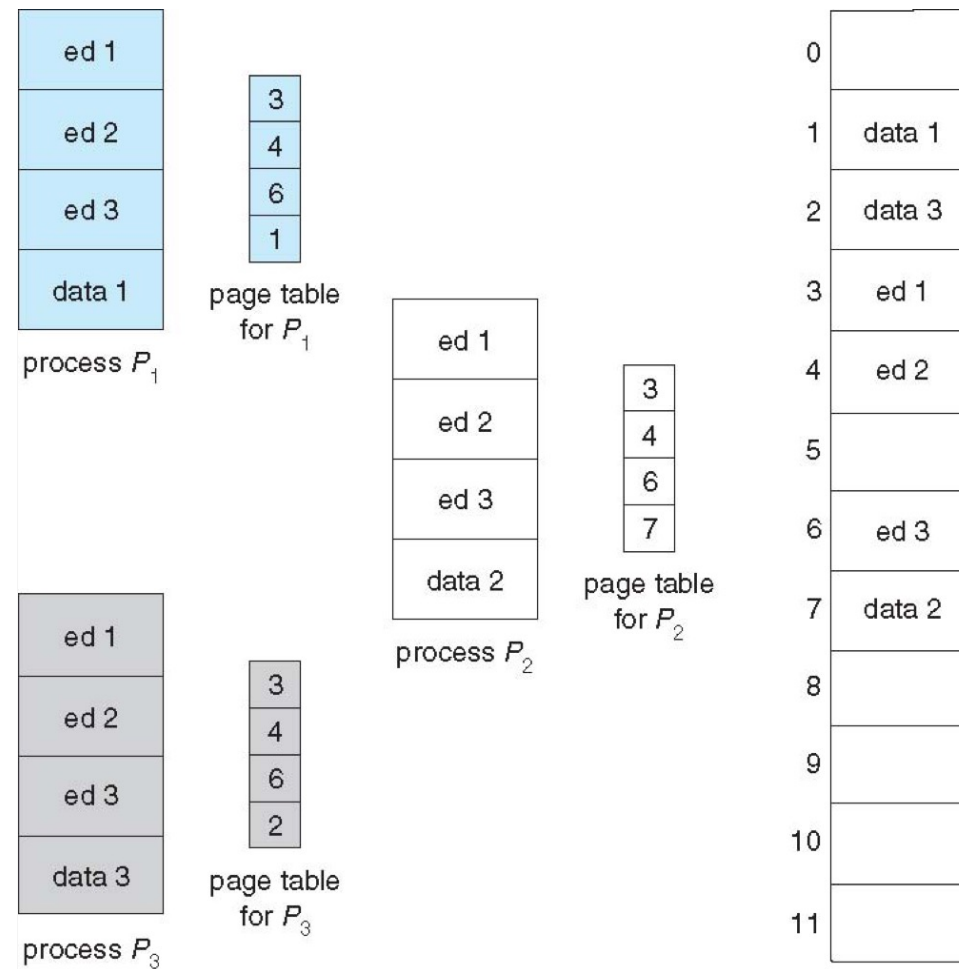 ed 1
ed 2
ed 3
data 1
process P1
3
4
6
1
page table
for P1
ed 1
ed 2
ed 3
data 2
process P2
3
4
6
7
page table
for P2
ed 1
ed 2
ed 3
data 3
process P3
3
4
6
2
page table
for P3
0
1 data 1
2 data 3
3 ed 1
4 ed 2
5
6 ed 3
7 data 2
8
9
10
11